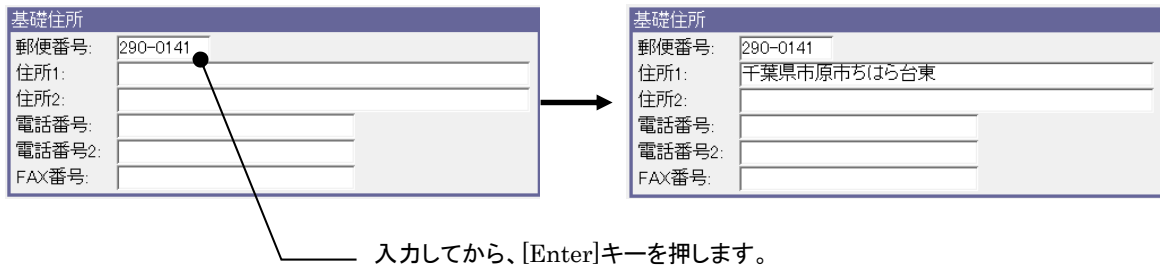 基礎住所
郵便番号: 290-0141
住所1:
住所2:
電話番号:
電話番号2:
FAX番号:
基礎住所
郵便番号: 290-0141
住所1: 千葉県市原市ちはら台東
住所2:
電話番号:
電話番号2:
FAX番号:
入力してから、[Enter]キーを押します。